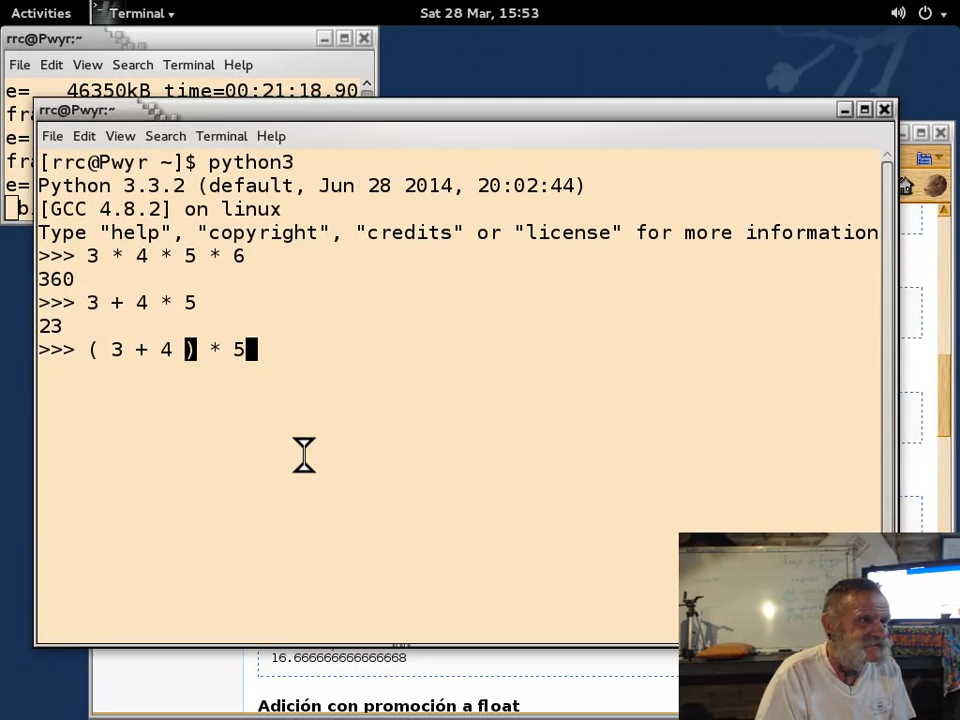 Activities
Terminal
Sat 28 Mar, 15:53
rrc@Pwyr:~
File Edit View Search Terminal Help
e= 46350kB time=00:21:18.90
fr
e=
fr
e=
b
rrc@Pwyr:~
File Edit View Search Terminal Help
[rrc@Pwyr ~]$ python3
Python 3.3.2 (default, Jun 28 2014, 20:02:44)
[GCC 4.8.2] on linux
Type "help", "copyright", "credits" or "license" for more information
>>> 3 * 4 * 5 * 6
360
>>> 3 + 4 * 5
23
>>> ( 3 + 4 ) * 5
16.666666666666668
Adición con promoción a float